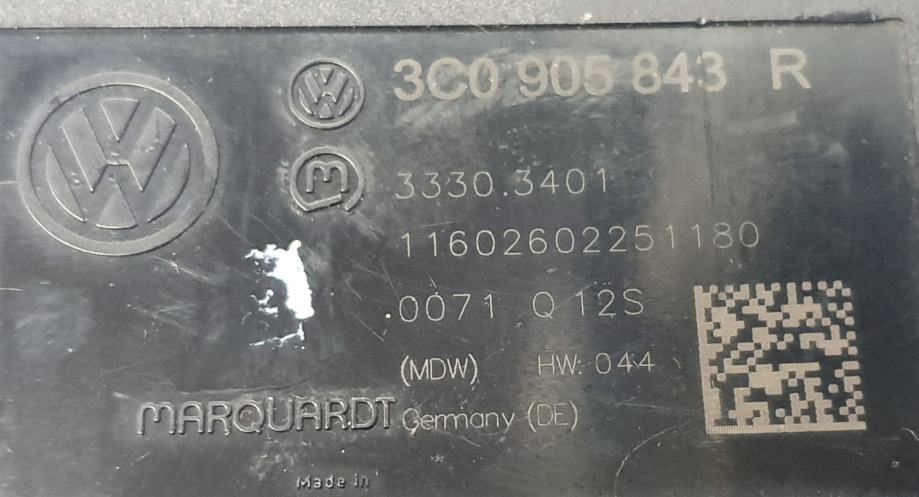 3C0 905 843 R
3330.3401
11602602251180
.0071 Q 12S
(MDW) HW: 044
MARQUARDT Germany (DE)
Made in